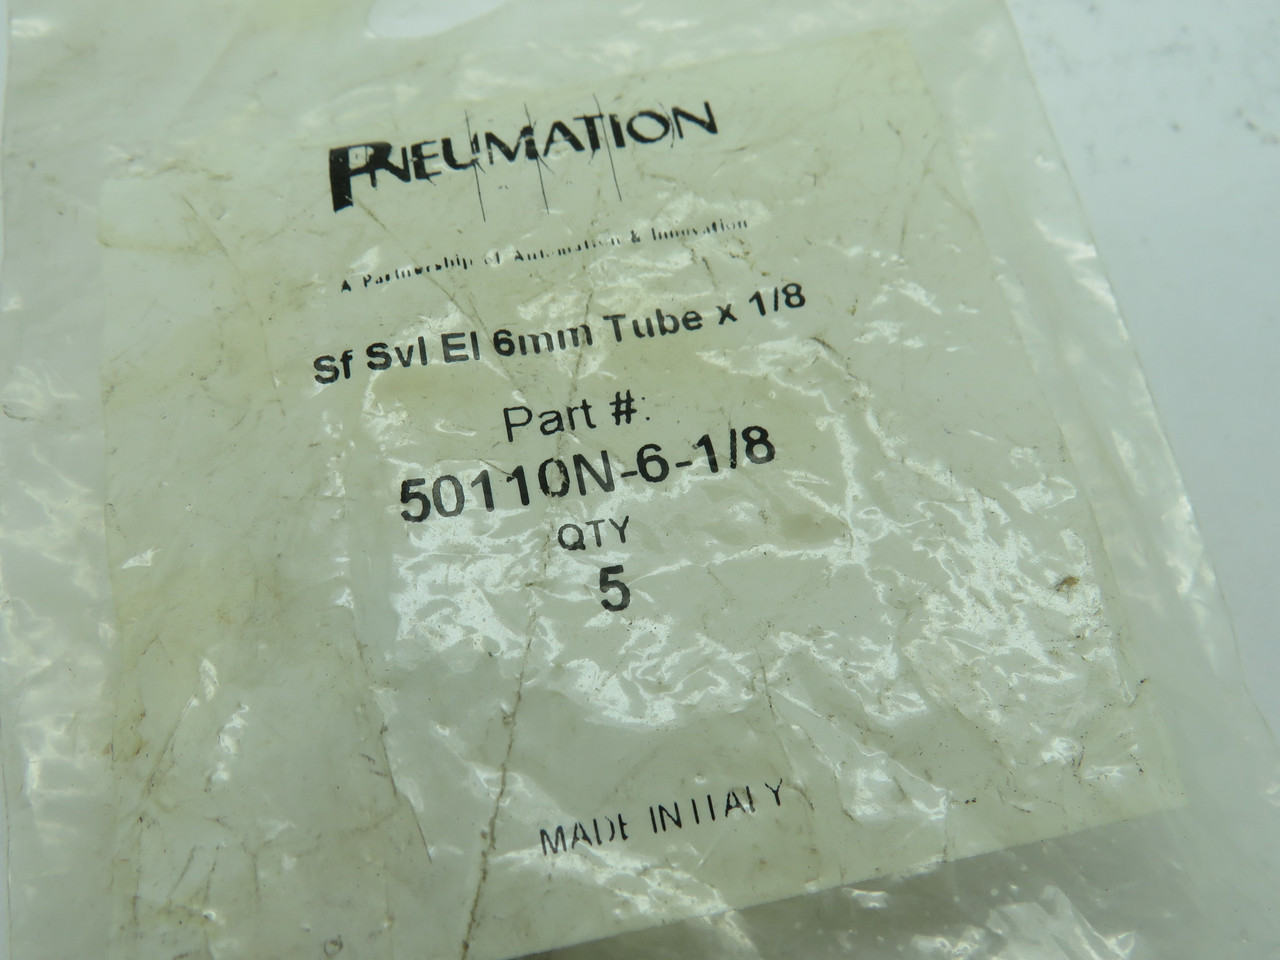 PNEUMATION
A Partnership of Automation & Innovation
Sf Svl El 6mm Tube x 1/8
Part #:
50110N-6-1/8
QTY
5
MADE IN ITALY